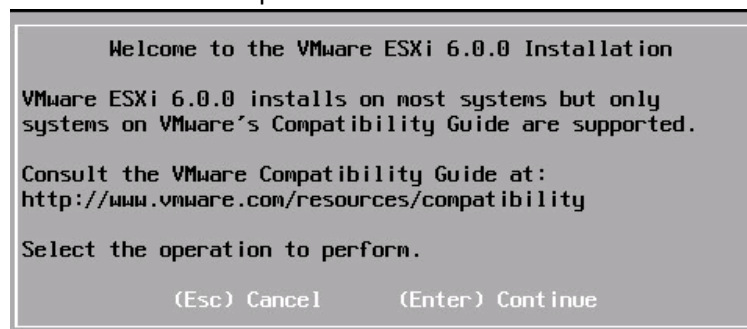 Welcome to the VMware ESXi 6.0.0 Installation
VMware ESXi 6.0.0 installs on most systems but only
systems on VMware's Compatibility Guide are supported.
Consult the VMware Compatibility Guide at:
http://www.vmware.com/resources/compatibility
Select the operation to perform.
(Esc) Cancel (Enter) Continue